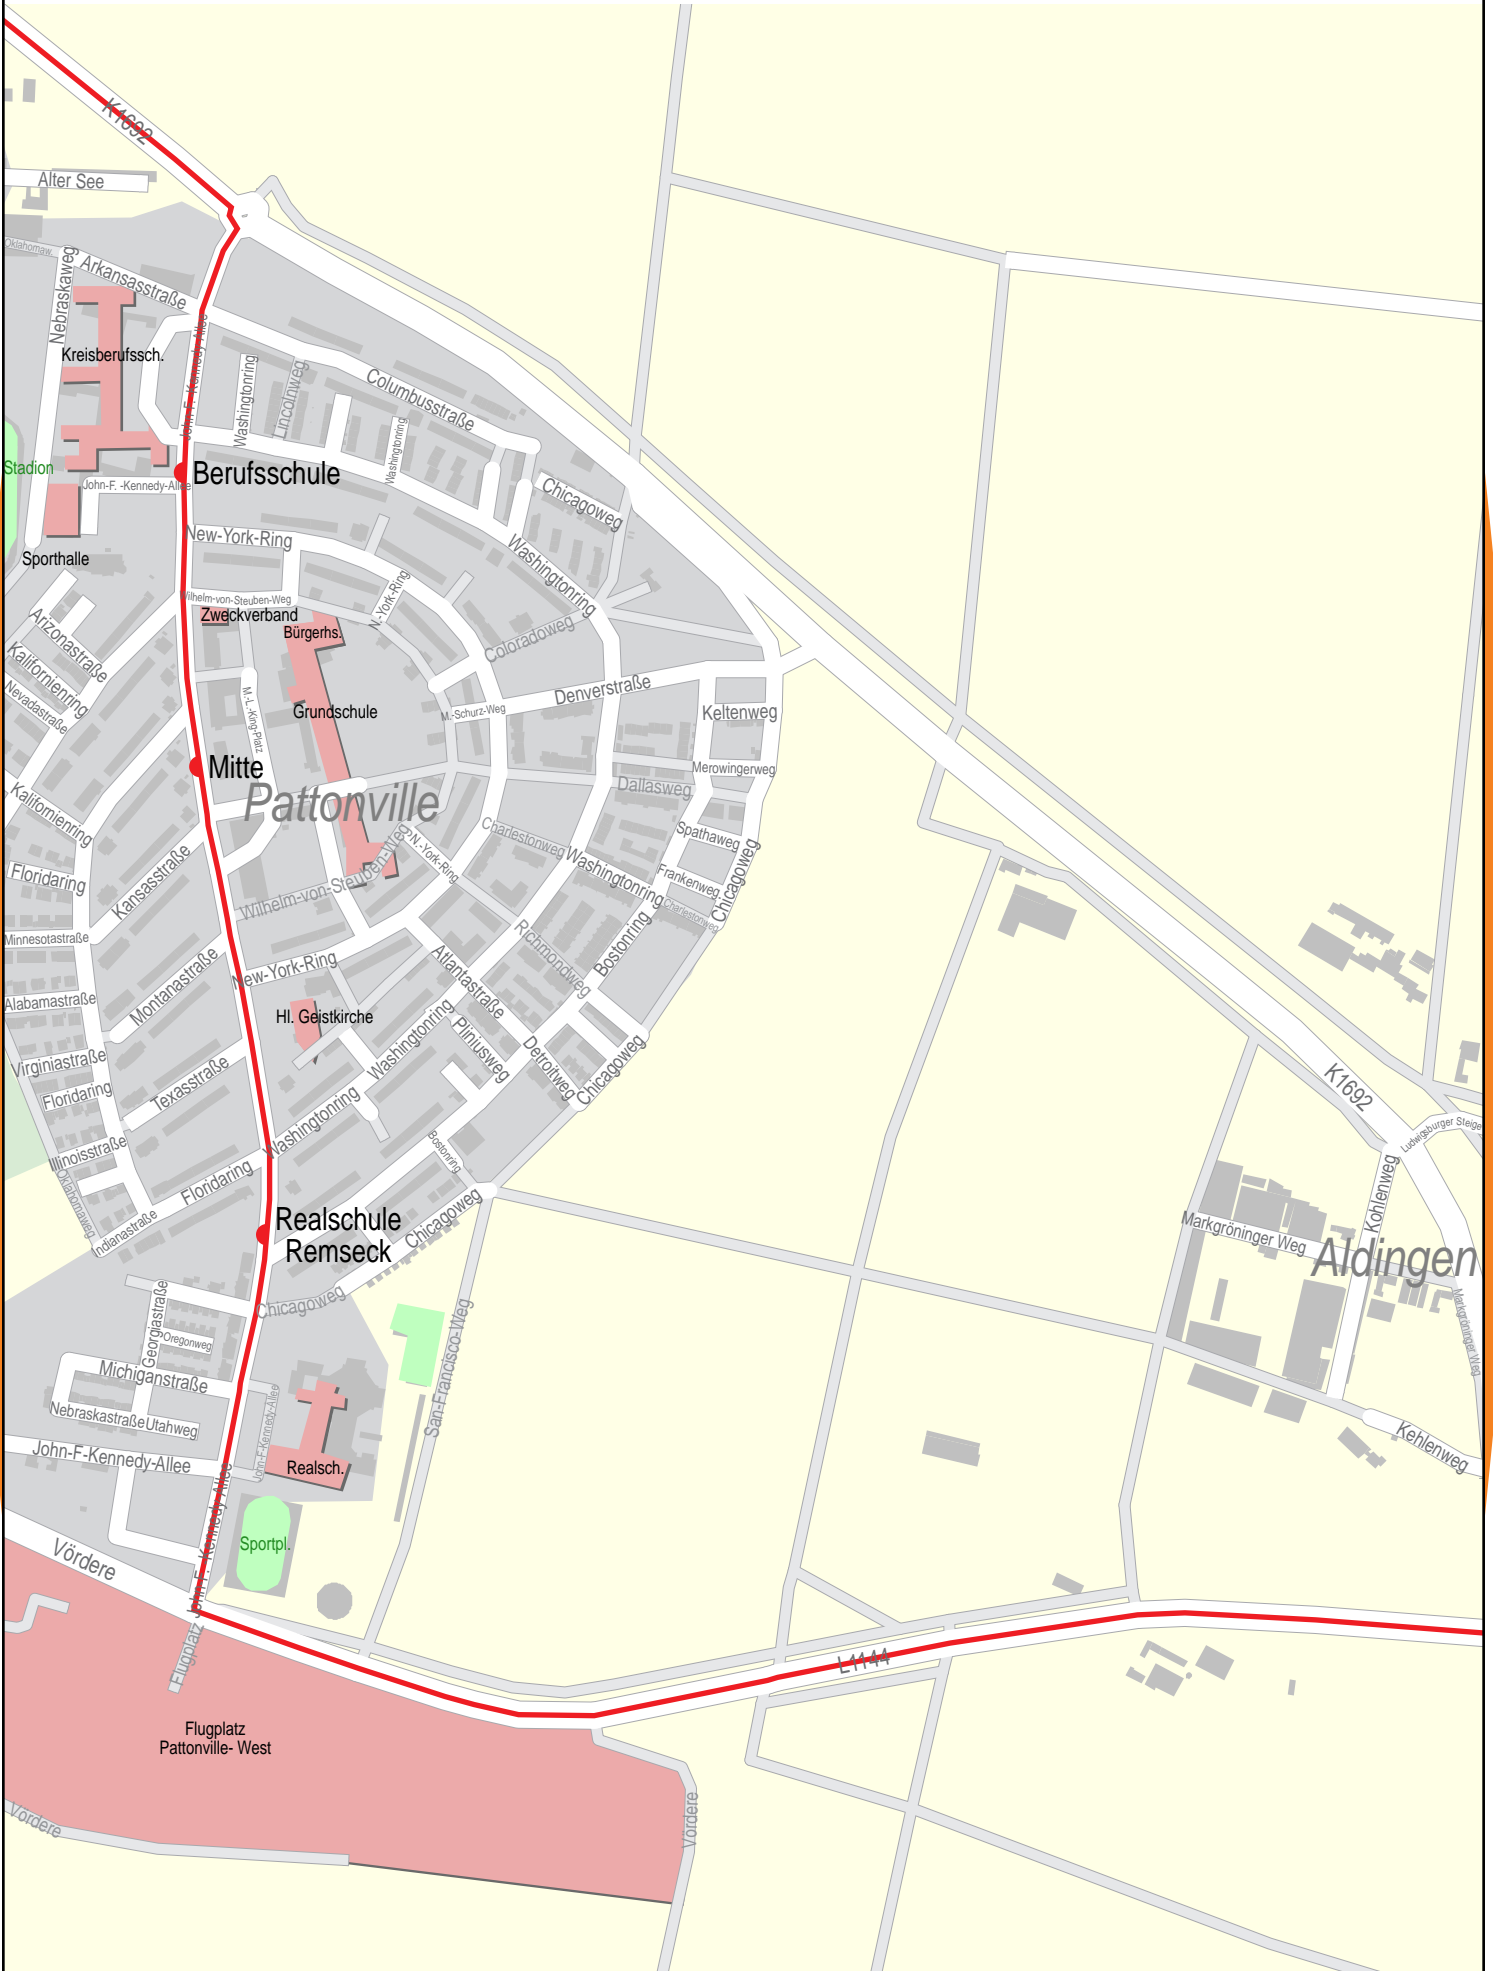 K1692
Alter See
Oklahomaw.
Nebraskaweg
Arkansasstraße
John-F.-Kennedy-Allee
Kreisberufssch.
Washingtonring
Lincolnweg
Columbusstraße
Washingtonring
Stadion
Berufsschule
John-F. -Kennedy-Allee
Chicagoweg
New-York-Ring
Washingtonring
Sporthalle
Wilhelm-von-Steuben-Weg
N.-York-Ring
Zweckverband
Bürgerhs.
Arizonastraße
Coloradoweg
Kalifornienring
Nevadastraße
M.-L.-King-Platz
Denverstraße
Grundschule
M.-Schurz-Weg
Keltenweg
Mitte
Merowingerweg
Dallasweg
Pattonville
Kalifornienring
Charlestonweg
Spathaweg
N.-York-Ring
Washingtonring
Chicagoweg
Floridaring
Kansasstraße
Wilhelm-von-Steuben-Weg
Frankenweg
Charlestonweg
Minnesotastraße
Richmondweg
Bostonring
Montanastraße
New-York-Ring
Atlantastraße
Alabamastraße
Hl. Geistkirche
Washingtonring
Pliniusweg
Virginiastraße
Texasstraße
Detroitweg
Chicagoweg
Floridaring
K1692
Washingtonring
Ludwigsburger Steige
Illinoisstraße
Bostonring
Oklahomaweg
Floridaring
Kohlenweg
Indianastraße
Realschule
Remseck
Chicagoweg
Markgröninger Weg
Aldingen
Chicagoweg
Georgiastraße
San-Francisco-Weg
Markgröninger Weg
Oregonweg
Michiganstraße
Nebraskastraße
Utahweg
John-F-Kennedy-Allee
Kehlenweg
John-F-Kennedy-Allee
Realsch.
John F. Kennedy Allee
Sportpl.
Vördere
Flugplatz
L1144
Flugplatz
Pattonville- West
Vördere
Vördere